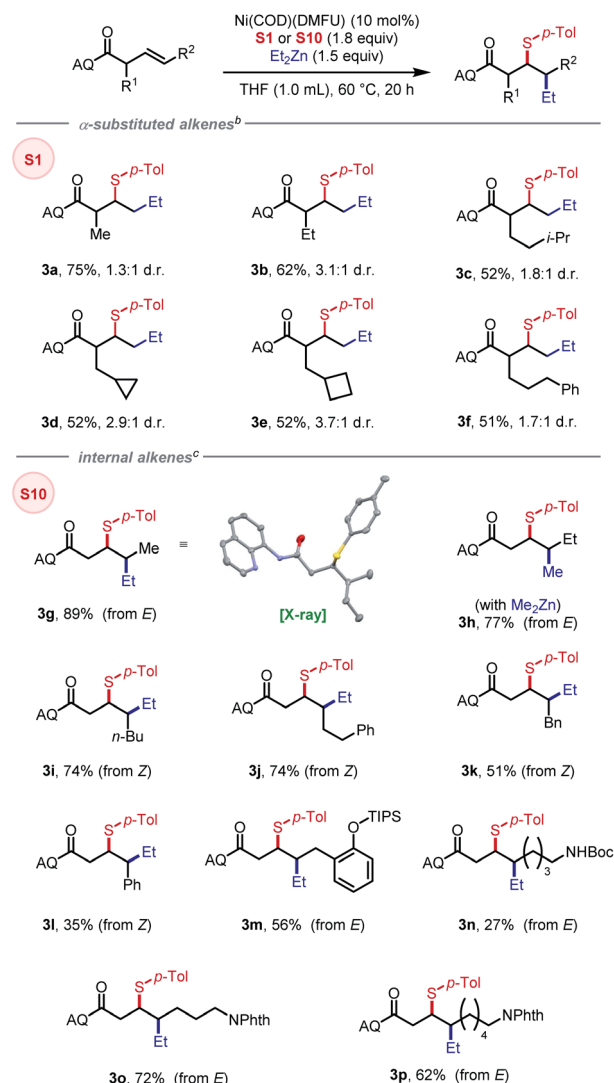 Ni(COD)(DMFU) (10 mol%)
S1 or S10 (1.8 equiv)
Et2Zn (1.5 equiv)
THF (1.0 mL), 60 °C, 20 h
O AQ R1 R2
O AQ R1 S p-Tol R2 Et
α-substituted alkenesᵇ
S1
O AQ Me S p-Tol Et
O AQ Et S p-Tol Et
O AQ i-Pr S p-Tol Et
3a, 75%, 1.3:1 d.r.
3b, 62%, 3.1:1 d.r.
3c, 52%, 1.8:1 d.r.
O AQ S p-Tol Et
O AQ S p-Tol Et
O AQ S p-Tol Et Ph
3d, 52%, 2.9:1 d.r.
3e, 52%, 3.7:1 d.r.
3f, 51%, 1.7:1 d.r.
internal alkenesᶜ
S10
O AQ S p-Tol Me Et
≡
[X-ray]
O AQ S p-Tol Et Me
3g, 89% (from E)
(with Me2Zn)
3h, 77% (from E)
O AQ S p-Tol Et n-Bu
O AQ S p-Tol Et Ph
O AQ S p-Tol Et Bn
3i, 74% (from Z)
3j, 74% (from Z)
3k, 51% (from Z)
O AQ S p-Tol Et Ph
O AQ S p-Tol Et OTIPS
O AQ S p-Tol Et 3 NHBoc
3l, 35% (from Z)
3m, 56% (from E)
3n, 27% (from E)
O AQ S p-Tol Et NPhth
O AQ S p-Tol Et 4 NPhth
3o, 72% (from E)
3p, 62% (from E)